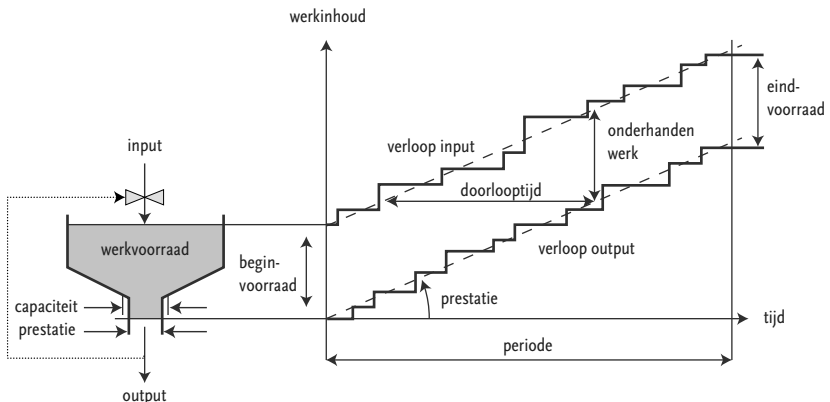 werkinhoud
input
werkvoorraad
capaciteit
prestatie
output
begin-
voorraad
verloop input
doorlooptijd
onderhanden
werk
eind-
voorraad
verloop output
prestatie
tijd
periode